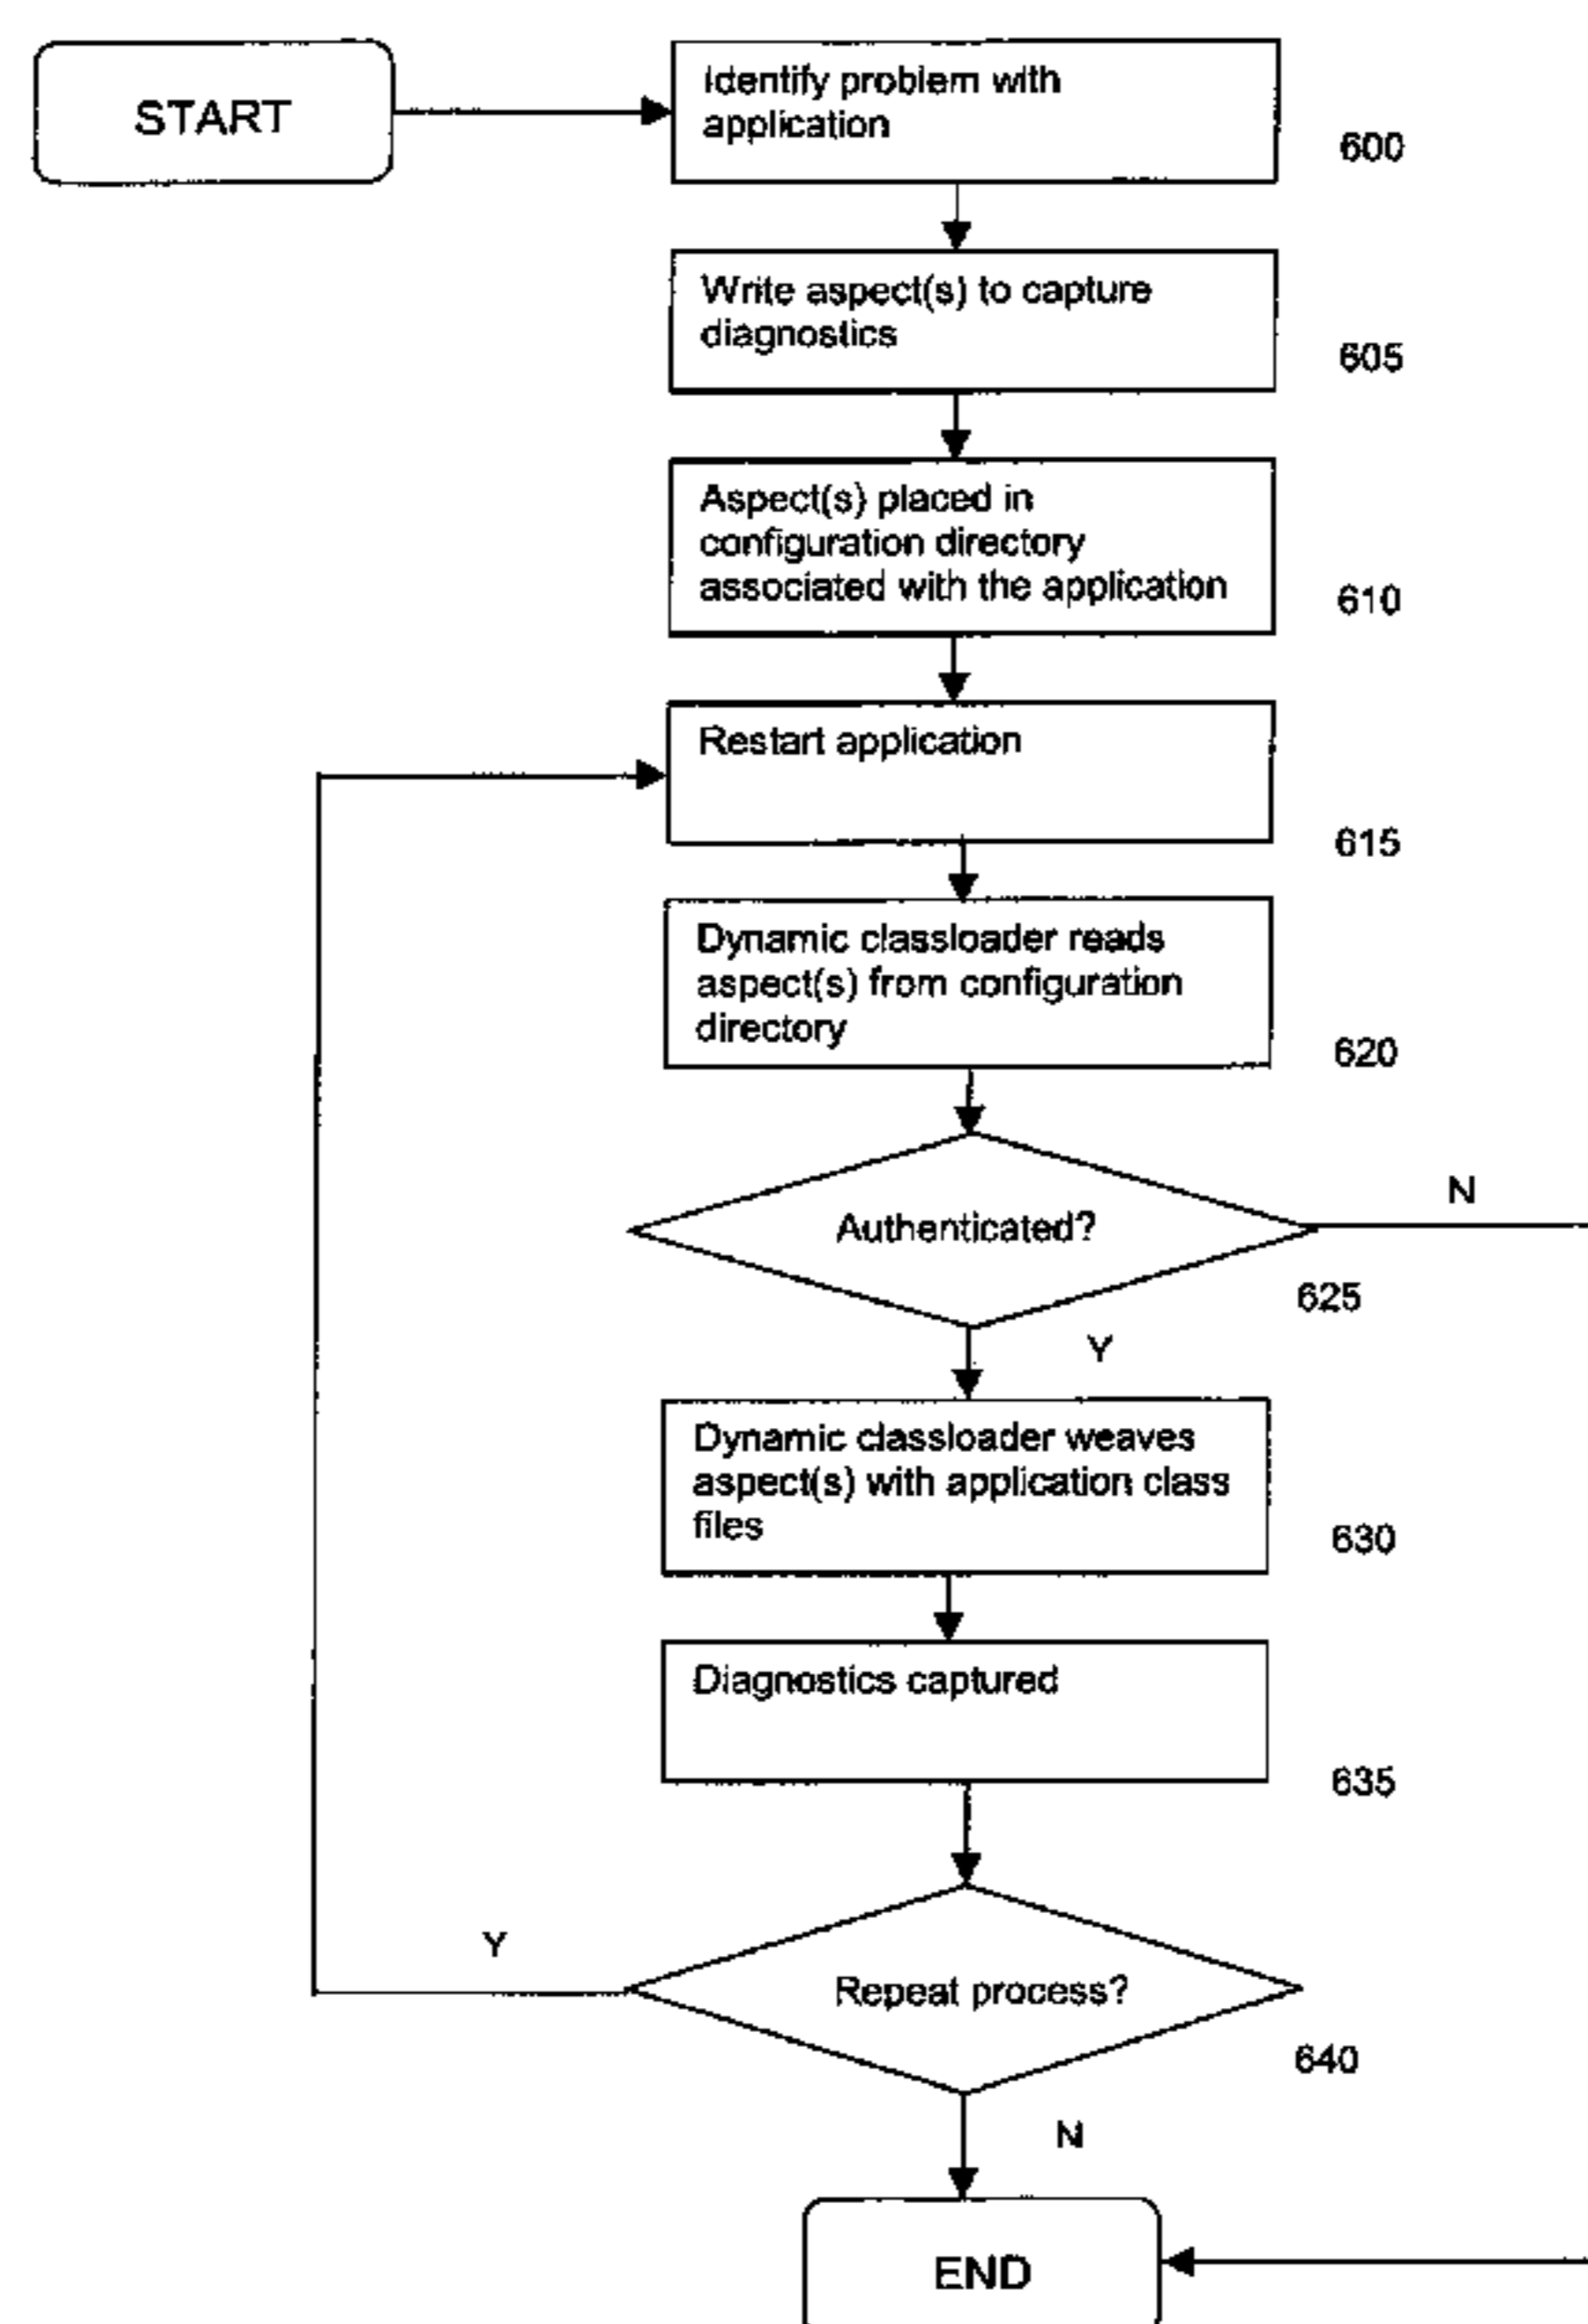 START
Identify problem with
application
600
Write aspect(s) to capture
diagnostics
605
Aspect(s) placed in
configuration directory
associated with the application
610
Restart application
615
Dynamic classloader reads
aspect(s) from configuration
directory
620
Authenticated?
N
625
Y
Dynamic classloader weaves
aspect(s) with application class
files
630
Diagnostics captured
635
Y
Repeat process?
640
N
END